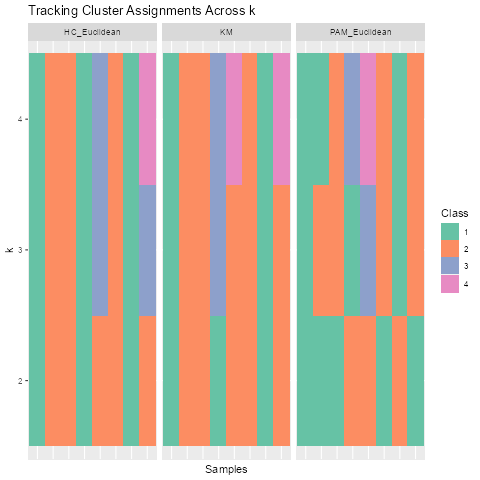 Tracking Cluster Assignments Across k
HC_Euclidean
KM
PAM_Euclidean
4
3
2
k
Samples
Class
1
2
3
4